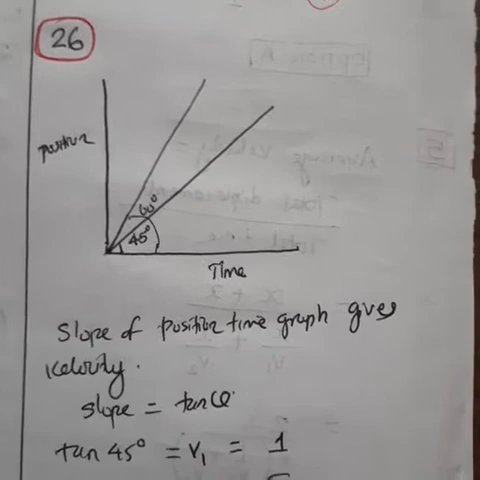 26
position
60°
45°
Time
Slope of position time graph gives
velocity.
slope = tanθ.
tan 45° = V₁ = 1